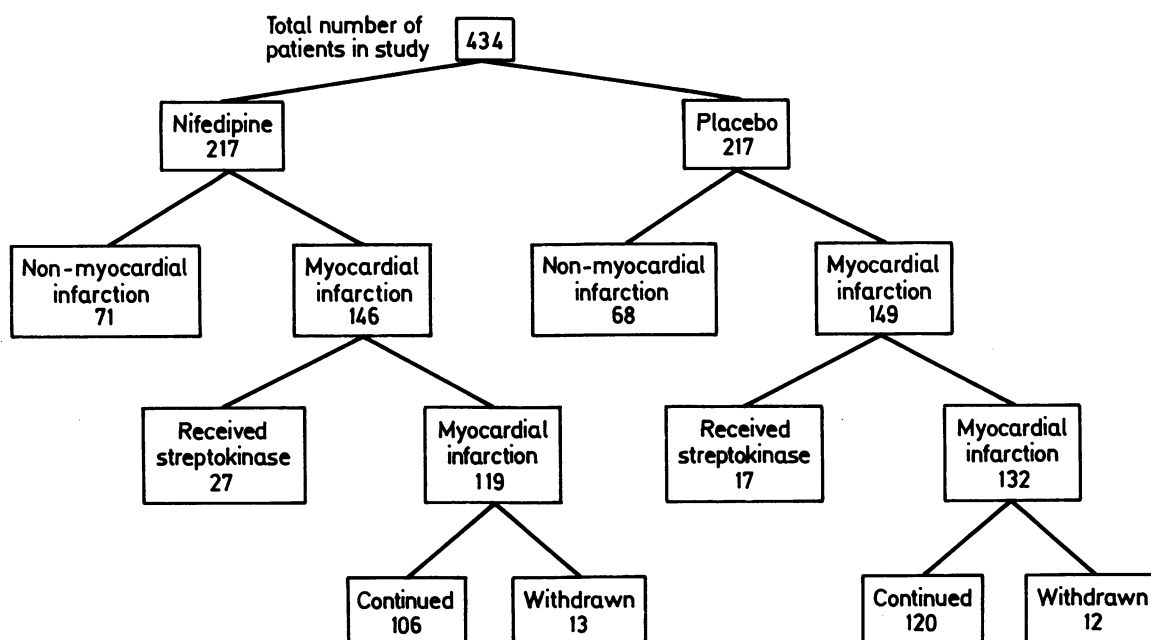 Total number of
patients in study
434
Nifedipine
217
Placebo
217
Non-myocardial
infarction
71
Myocardial
infarction
146
Non-myocardial
infarction
68
Myocardial
infarction
149
Received
streptokinase
27
Myocardial
infarction
119
Received
streptokinase
17
Myocardial
infarction
132
Continued
106
Withdrawn
13
Continued
120
Withdrawn
12